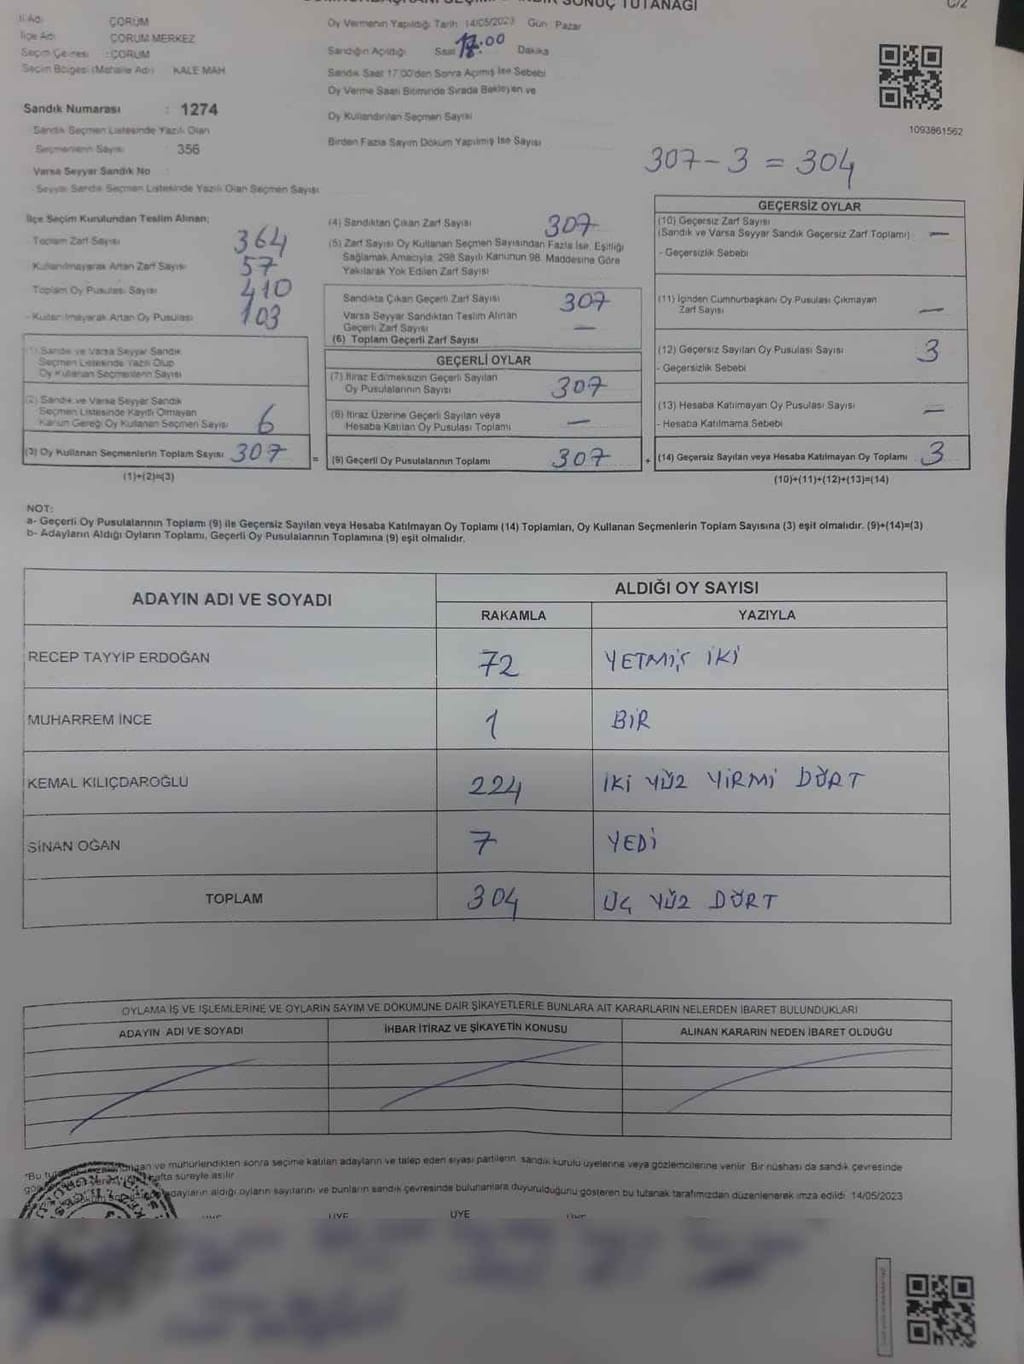 SONUÇ TUTANAĞI
C/2
İl Adı ÇORUM
İlçe Adı ÇORUM MERKEZ
Seçim Çevresi : ÇORUM
Seçim Bölgesi (Mahalle Adı) KALE MAH
Oy Vermenin Yapıldığı Tarih 14/05/2023 Gün Pazar
Sandığın Açıldığı Saat 17.00 Dakika
Sandık Saat 17:00'den Sonra Açılmış İse Sebebi
Oy Verme Saati Bitiminde Sırada Bekleyen ve
Oy Kullandırılan Seçmen Sayısı
Birden Fazla Sayım Döküm Yapılmış İse Sayısı
1093861562
307-3 = 304
Sandık Numarası : 1274
Sandık Seçmen Listesinde Yazılı Olan
Seçmenlerin Sayısı 356
Varsa Seyyar Sandık No :
Seyyar Sandık Seçmen Listesinde Yazılı Olan Seçmen Sayısı
İlçe Seçim Kurulundan Teslim Alınan;
- Toplam Zarf Sayısı 364
- Kullanılmayarak Artan Zarf Sayısı 57
Toplam Oy Pusulası Sayısı 410
- Kullanılmayarak Artan Oy Pusulası 103
(1) Sandık ve Varsa Seyyar Sandık
Seçmen Listesinde Yazılı Olup
Oy Kullanan Seçmenlerin Sayısı
(2) Sandık ve Varsa Seyyar Sandık
Seçmen Listesinde Kayıtlı Olmayan
Kanun Gereği Oy Kullanan Seçmen Sayısı 6
(3) Oy Kullanan Seçmenlerin Toplam Sayısı 307
(1)+(2)=(3)
(4) Sandıktan Çıkan Zarf Sayısı 307
(5) Zarf Sayısı Oy Kullanan Seçmen Sayısından Fazla İse, Eşitliği
Sağlamak Amacıyla, 298 Sayılı Kanunun 98. Maddesine Göre
Yakılarak Yok Edilen Zarf Sayısı
Sandıkta Çıkan Geçerli Zarf Sayısı 307
Varsa Seyyar Sandıktan Teslim Alınan
Geçerli Zarf Sayısı —
(6) Toplam Geçerli Zarf Sayısı
GEÇERLİ OYLAR
(7) İtiraz Edilmeksizin Geçerli Sayılan
Oy Pusulalarının Sayısı 307
(8) İtiraz Üzerine Geçerli Sayılan veya
Hesaba Katılan Oy Pusulası Toplamı —
= (9) Geçerli Oy Pusulalarının Toplamı 307
GEÇERSİZ OYLAR
(10) Geçersiz Zarf Sayısı
(Sandık ve Varsa Seyyar Sandık Geçersiz Zarf Toplamı) —
- Geçersizlik Sebebi
(11) İçinden Cumhurbaşkanı Oy Pusulası Çıkmayan
Zarf Sayısı —
(12) Geçersiz Sayılan Oy Pusulası Sayısı 3
- Geçersizlik Sebebi
(13) Hesaba Katılmayan Oy Pusulası Sayısı —
- Hesaba Katılmama Sebebi
+ (14) Geçersiz Sayılan veya Hesaba Katılmayan Oy Toplamı 3
(10)+(11)+(12)+(13)=(14)
NOT:
a- Geçerli Oy Pusulalarının Toplamı (9) ile Geçersiz Sayılan veya Hesaba Katılmayan Oy Toplamı (14) Toplamları, Oy Kullanan Seçmenlerin Toplam Sayısına (3) eşit olmalıdır. (9)+(14)=(3)
b- Adayların Aldığı Oyların Toplamı, Geçerli Oy Pusulalarının Toplamına (9) eşit olmalıdır.
ADAYIN ADI VE SOYADI
ALDIĞI OY SAYISI
RAKAMLA YAZIYLA
RECEP TAYYİP ERDOĞAN 72 YETMİŞ İKİ
MUHARREM İNCE 1 BİR
KEMAL KILIÇDAROĞLU 224 İKİ YÜZ YİRMİ DÖRT
SİNAN OĞAN 7 YEDİ
TOPLAM 304 ÜÇ YÜZ DÖRT
OYLAMA İŞ VE İŞLEMLERİNE VE OYLARIN SAYIM VE DÖKÜMÜNE DAİR ŞİKAYETLERLE BUNLARA AİT KARARLARIN NELERDEN İBARET BULUNDUKLARI
ADAYIN ADI VE SOYADI İHBAR İTİRAZ VE ŞİKAYETİN KONUSU ALINAN KARARIN NEDEN İBARET OLDUĞU
*Bu ve mühürlendikten sonra seçime katılan adayların ve talep eden siyasi partilerin, sandık kurulu üyelerine veya gözlemcilerine verilir. Bir nüshası da sandık çevresinde
hafta süreyle asılır.
adayların aldığı oyların sayılarını ve bunların sandık çevresinde bulunanlara duyurulduğunu gösteren bu tutanak tarafımızdan düzenlenerek imza edildi. 14/05/2023
ÜYE ÜYE ÜYE